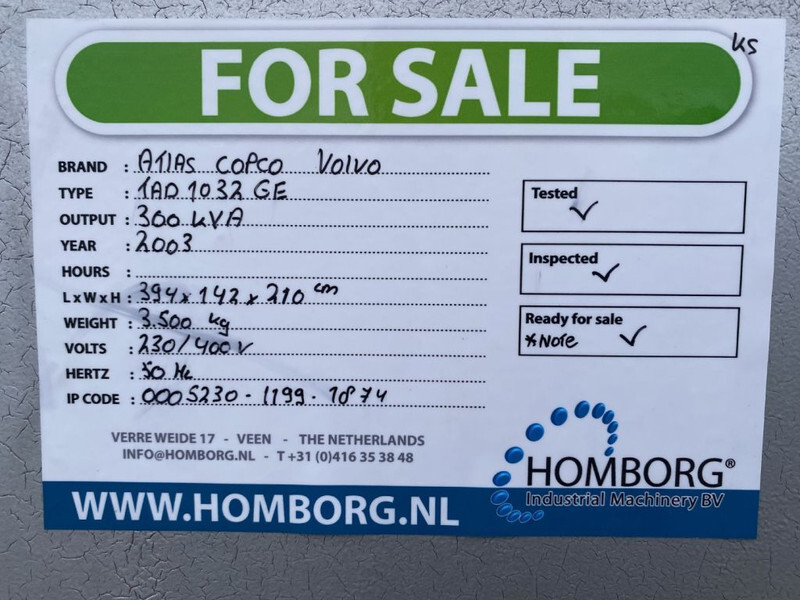 KS
FOR SALE
BRAND : ATLAS COPCO VOLVO
TYPE : TAD 1032 GE
OUTPUT : 300 KVA
YEAR : 2003
HOURS :
L x W x H : 394 x 142 x 210 cm
WEIGHT : 3.500 kg
VOLTS : 230/400 V
HERTZ : 50 Hz
IP CODE : 0005230-1199-1874
Tested ✓
Inspected ✓
Ready for sale
*Note ✓
VERRE WEIDE 17 - VEEN - THE NETHERLANDS
INFO@HOMBORG.NL - T +31 (0)416 35 38 48
HOMBORG®
Industrial Machinery BV
WWW.HOMBORG.NL